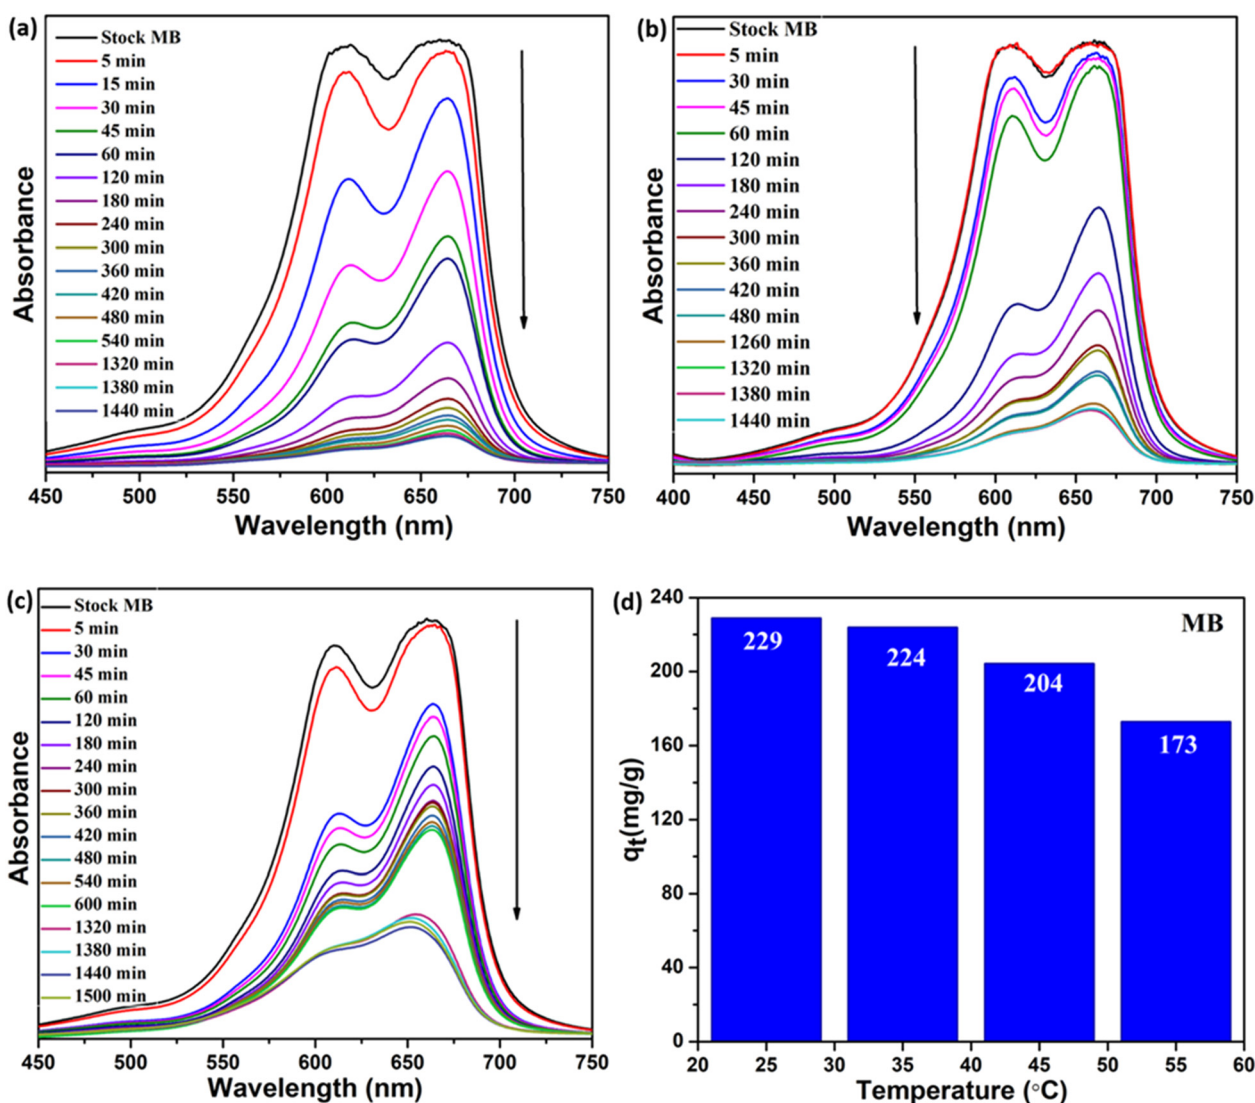 (a)
Stock MB
5 min
15 min
30 min
45 min
60 min
120 min
180 min
240 min
300 min
360 min
420 min
480 min
540 min
1320 min
1380 min
1440 min
Absorbance
450 500 550 600 650 700 750
Wavelength (nm)
(b)
Stock MB
5 min
30 min
45 min
60 min
120 min
180 min
240 min
300 min
360 min
420 min
480 min
1260 min
1320 min
1380 min
1440 min
Absorbance
400 450 500 550 600 650 700 750
Wavelength (nm)
(c)
Stock MB
5 min
30 min
45 min
60 min
120 min
180 min
240 min
300 min
360 min
420 min
480 min
540 min
600 min
1320 min
1380 min
1440 min
1500 min
Absorbance
450 500 550 600 650 700 750
Wavelength (nm)
(d)
MB
240
200
160
120
80
40
0
qt(mg/g)
229
224
204
173
20 25 30 35 40 45 50 55 60
Temperature (°C)